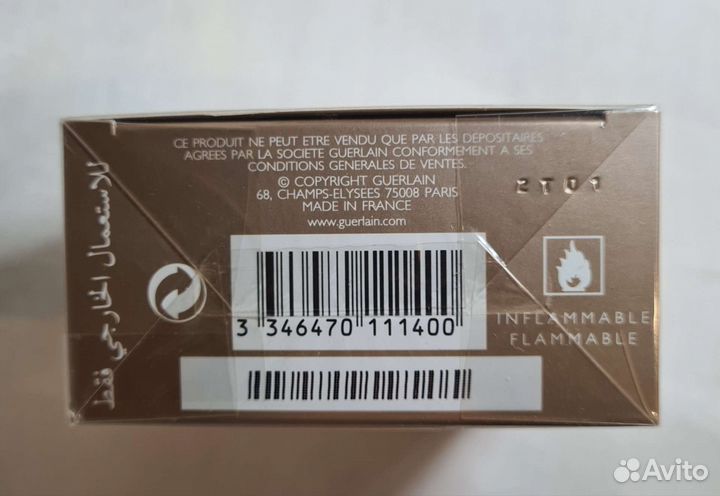 CE PRODUIT NE PEUT ETRE VENDU QUE PAR LES DEPOSITAIRES
AGREES PAR LA SOCIETE GUERLAIN CONFORMEMENT A SES
CONDITIONS GENERALES DE VENTES.
© COPYRIGHT GUERLAIN
68, CHAMPS-ELYSEES 75008 PARIS
MADE IN FRANCE
www.guerlain.com
2T01
للاستعمال الخارجي فقط
3 346470 111400
INFLAMMABLE
FLAMMABLE
Avito